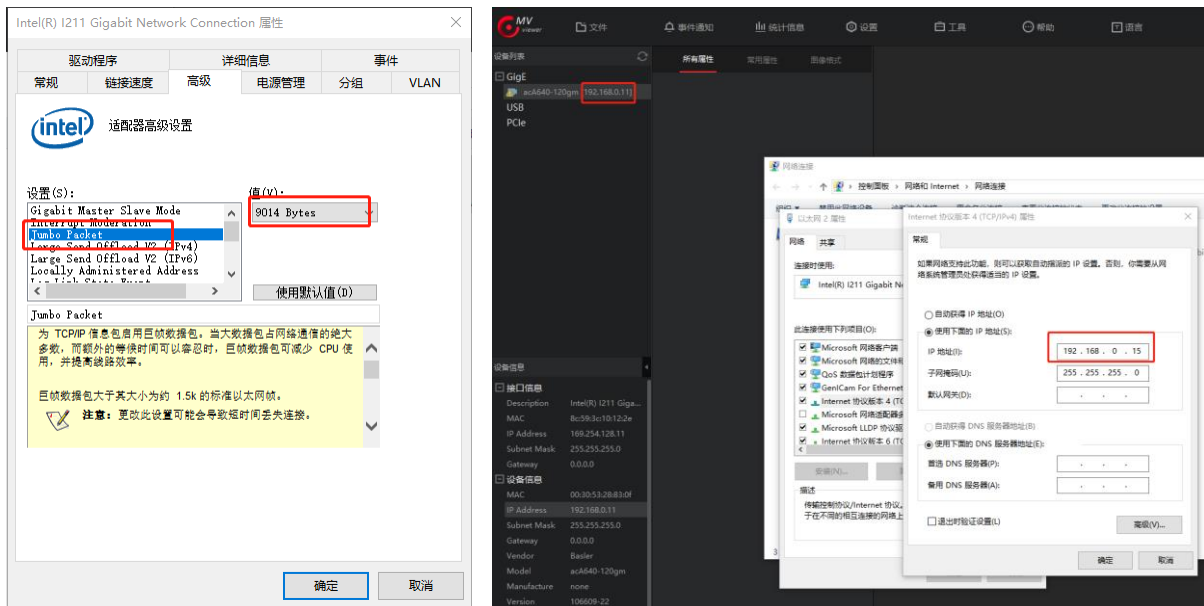 Intel(R) I211 Gigabit Network Connection 属性
驱动程序 详细信息 事件
常规 链接速度 高级 电源管理 分组 VLAN
intel 适配器高级设置
设置(S):
值(V):
Gigabit Master Slave Mode
Interrupt Moderation
Jumbo Packet
Large Send Offload V2 (IPv4)
Large Send Offload V2 (IPv6)
Locally Administered Address
Log Link State Event
9014 Bytes
使用默认值(D)
Jumbo Packet
为 TCP/IP 信息包启用巨帧数据包。当大数据包占网络通信的绝大
多数，而额外的等候时间可以容忍时，巨帧数据包可减少 CPU 使
用，并提高线路效率。
巨帧数据包大于其大小为约 1.5k 的标准以太网帧。
注意：更改此设置可能会导致短时间丢失连接。
确定 取消
MV viewer 文件 事件通知 统计信息 设置 工具 帮助 语言
设备列表
所有属性 常用属性 图像格式
GigE
acA640-120gm [192.168.0.11]
USB
PCIe
设备信息
接口信息
Description Intel(R) I211 Giga...
MAC 8c:59:3c:10:12:2e
IP Address 169.254.128.11
Subnet Mask 255.255.255.0
Gateway 0.0.0.0
设备信息
MAC 00:30:53:28:83:0f
IP Address 192.168.0.11
Subnet Mask 255.255.255.0
Gateway 0.0.0.0
Vendor Basler
Model acA640-120gm
Manufacture none
Version 106609-22
网络连接
控制面板 › 网络和 Internet › 网络连接
以太网 2 属性
网络 共享
连接时使用:
Intel(R) I211 Gigabit Ne
此连接使用下列项目(O):
Microsoft 网络客户端
Microsoft 网络的文件和
QoS 数据包计划程序
GenICam For Ethernet
Internet 协议版本 4 (TC
Microsoft 网络适配器多
Microsoft LLDP 协议驱
Internet 协议版本 6 (TC
安装(N)...
描述
传输控制协议/Internet 协议。
于在不同的相互连接的网络上
Internet 协议版本 4 (TCP/IPv4) 属性
常规
如果网络支持此功能，则可以获取自动指派的 IP 设置。否则，你需要从网
络系统管理员处获得适当的 IP 设置。
自动获得 IP 地址(O)
使用下面的 IP 地址(S):
IP 地址(I): 192 . 168 . 0 . 15
子网掩码(U): 255 . 255 . 255 . 0
默认网关(D):
自动获得 DNS 服务器地址(B)
使用下面的 DNS 服务器地址(E):
首选 DNS 服务器(P):
备用 DNS 服务器(A):
退出时验证设置(L)
高级(V)...
确定 取消